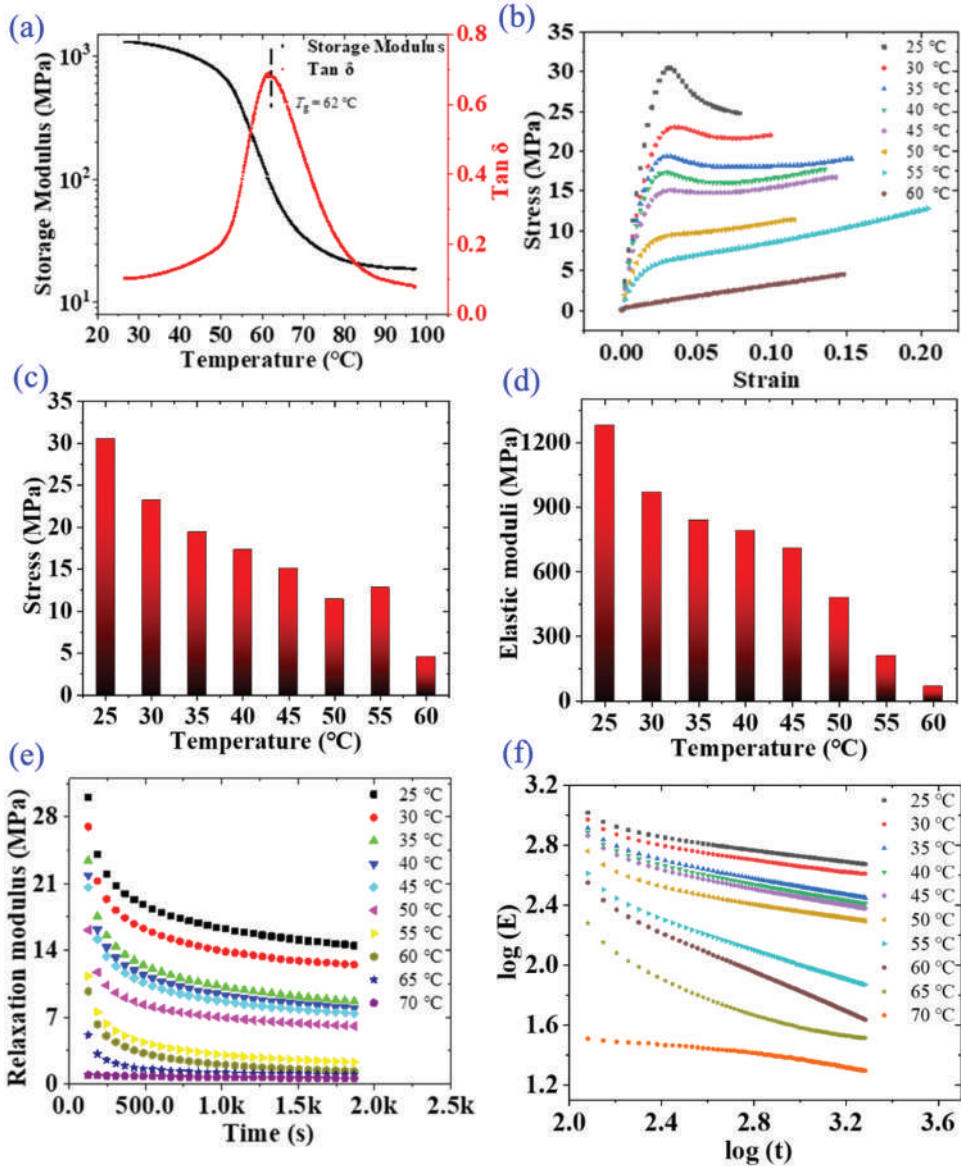 (a)
Storage Modulus
Tan δ
Tg = 62 °C
Storage Modulus (MPa)
10³
10²
10¹
Tan δ
0.8
0.6
0.4
0.2
0.0
20 30 40 50 60 70 80 90 100
Temperature (°C)
(b)
Stress (MPa)
35
30
25
20
15
10
5
0
25 °C
30 °C
35 °C
40 °C
45 °C
50 °C
55 °C
60 °C
0.00 0.05 0.10 0.15 0.20
Strain
(c)
Stress (MPa)
35
30
25
20
15
10
5
0
25 30 35 40 45 50 55 60
Temperature (°C)
(d)
Elastic moduli (MPa)
1200
900
600
300
0
25 30 35 40 45 50 55 60
Temperature (°C)
(e)
Relaxation modulus (MPa)
28
21
14
7
0
25 °C
30 °C
35 °C
40 °C
45 °C
50 °C
55 °C
60 °C
65 °C
70 °C
0.0 500.0 1.0k 1.5k 2.0k 2.5k
Time (s)
(f)
log (E)
3.2
2.8
2.4
2.0
1.6
1.2
25 °C
30 °C
35 °C
40 °C
45 °C
50 °C
55 °C
60 °C
65 °C
70 °C
2.0 2.4 2.8 3.2 3.6
log (t)